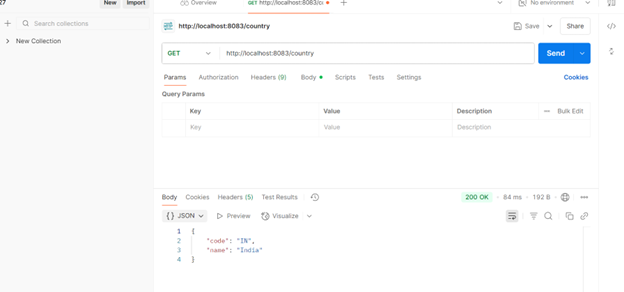 27
New Import
Overview
GET http://localhost:8083/c
No environment
Search collections
New Collection
http://localhost:8083/country
Save
Share
GET http://localhost:8083/country
Send
Params Authorization Headers (9) Body Scripts Tests Settings
Cookies
Query Params
Key Value Description Bulk Edit
Key Value Description
Body Cookies Headers (5) Test Results
200 OK · 84 ms · 192 B
{ } JSON Preview Visualize
1 {
2 "code": "IN",
3 "name": "India"
4 }